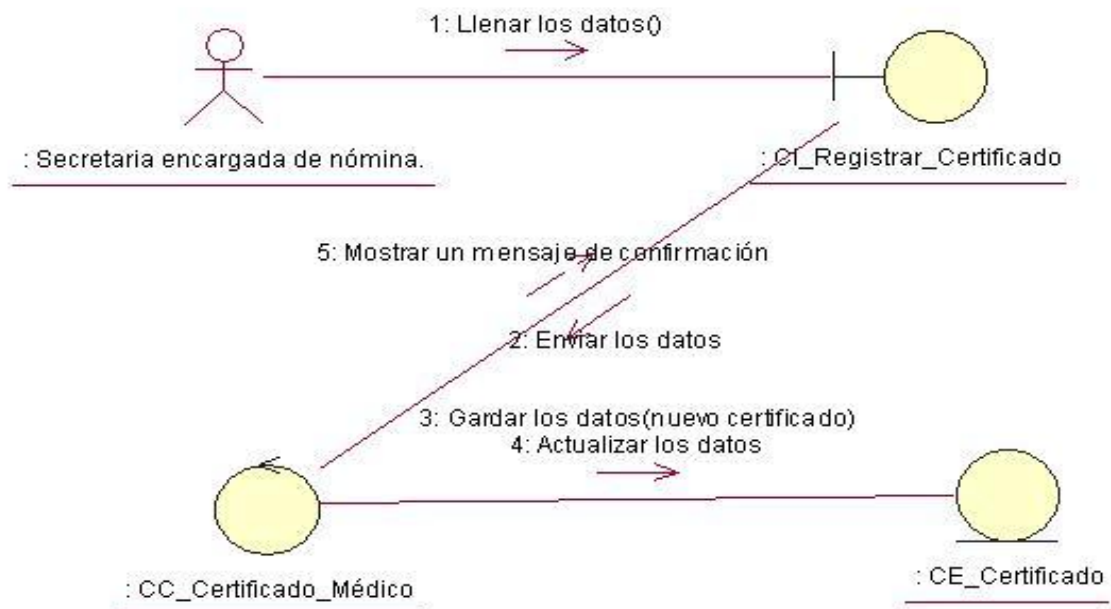 1: Llenar los datos()
: Secretaria encargada de nómina.
: CI_Registrar_Certificado
5: Mostrar un mensaje de confirmación
2: Enviar los datos
3: Gardar los datos(nuevo certificado)
4: Actualizar los datos
: CC_Certificado_Médico
: CE_Certificado